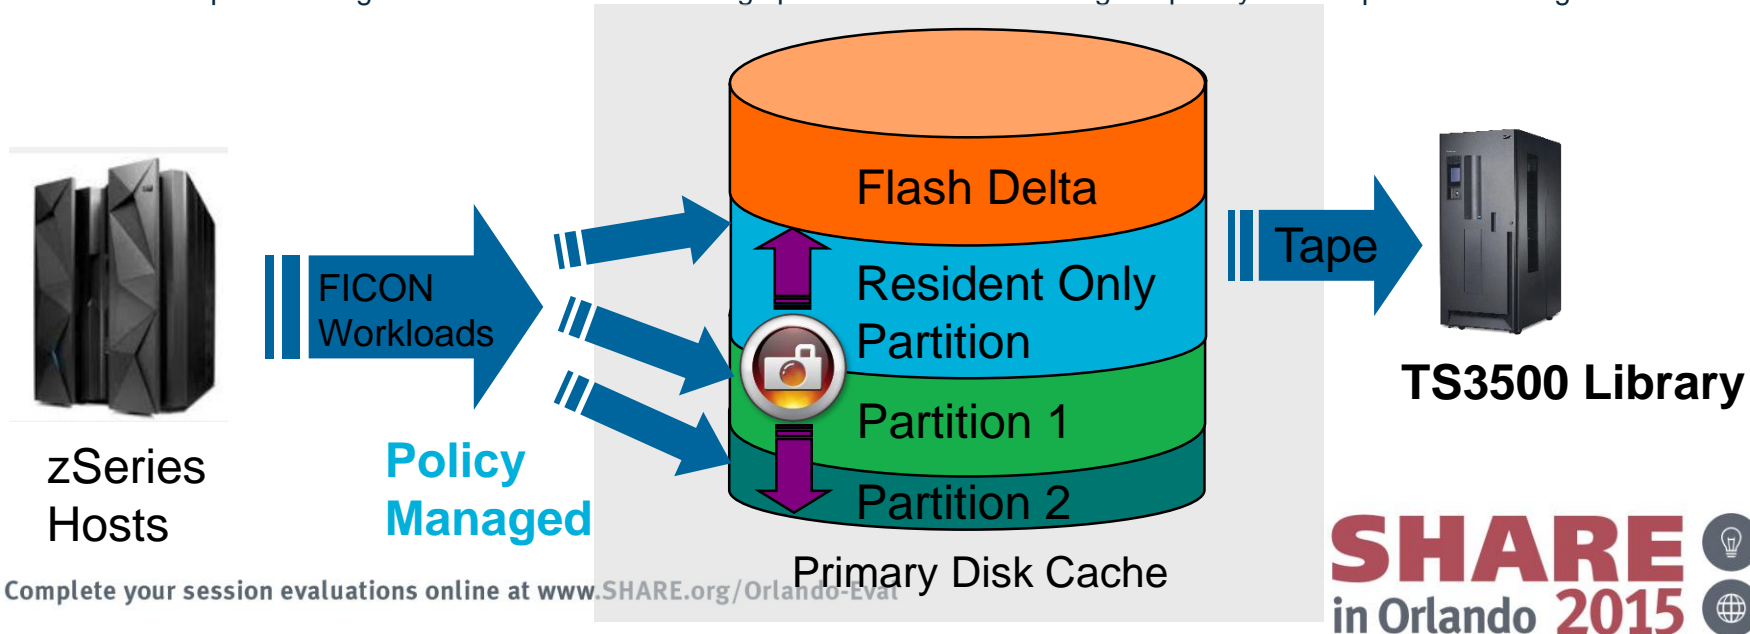 Flash Delta
Resident Only
Partition
Partition 1
Partition 2
Primary Disk Cache
FICON
Workloads
Tape
zSeries
Hosts
Policy
Managed
TS3500 Library
Complete your session evaluations online at www.SHARE.org/Orlando-Eval
SHARE
in Orlando 2015